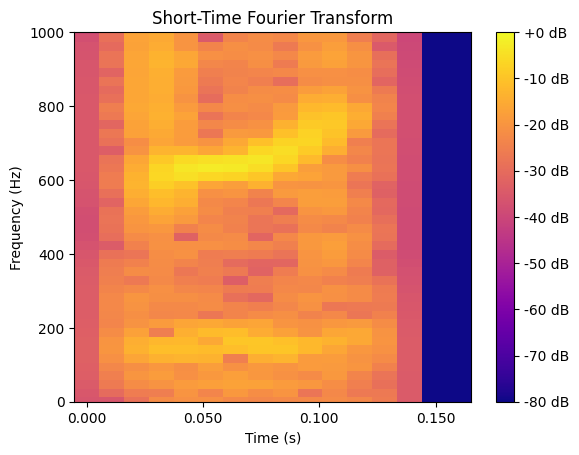 Short-Time Fourier Transform
1000
800
600
400
200
0
Frequency (Hz)
0.000
0.050
0.100
0.150
Time (s)
+0 dB
-10 dB
-20 dB
-30 dB
-40 dB
-50 dB
-60 dB
-70 dB
-80 dB